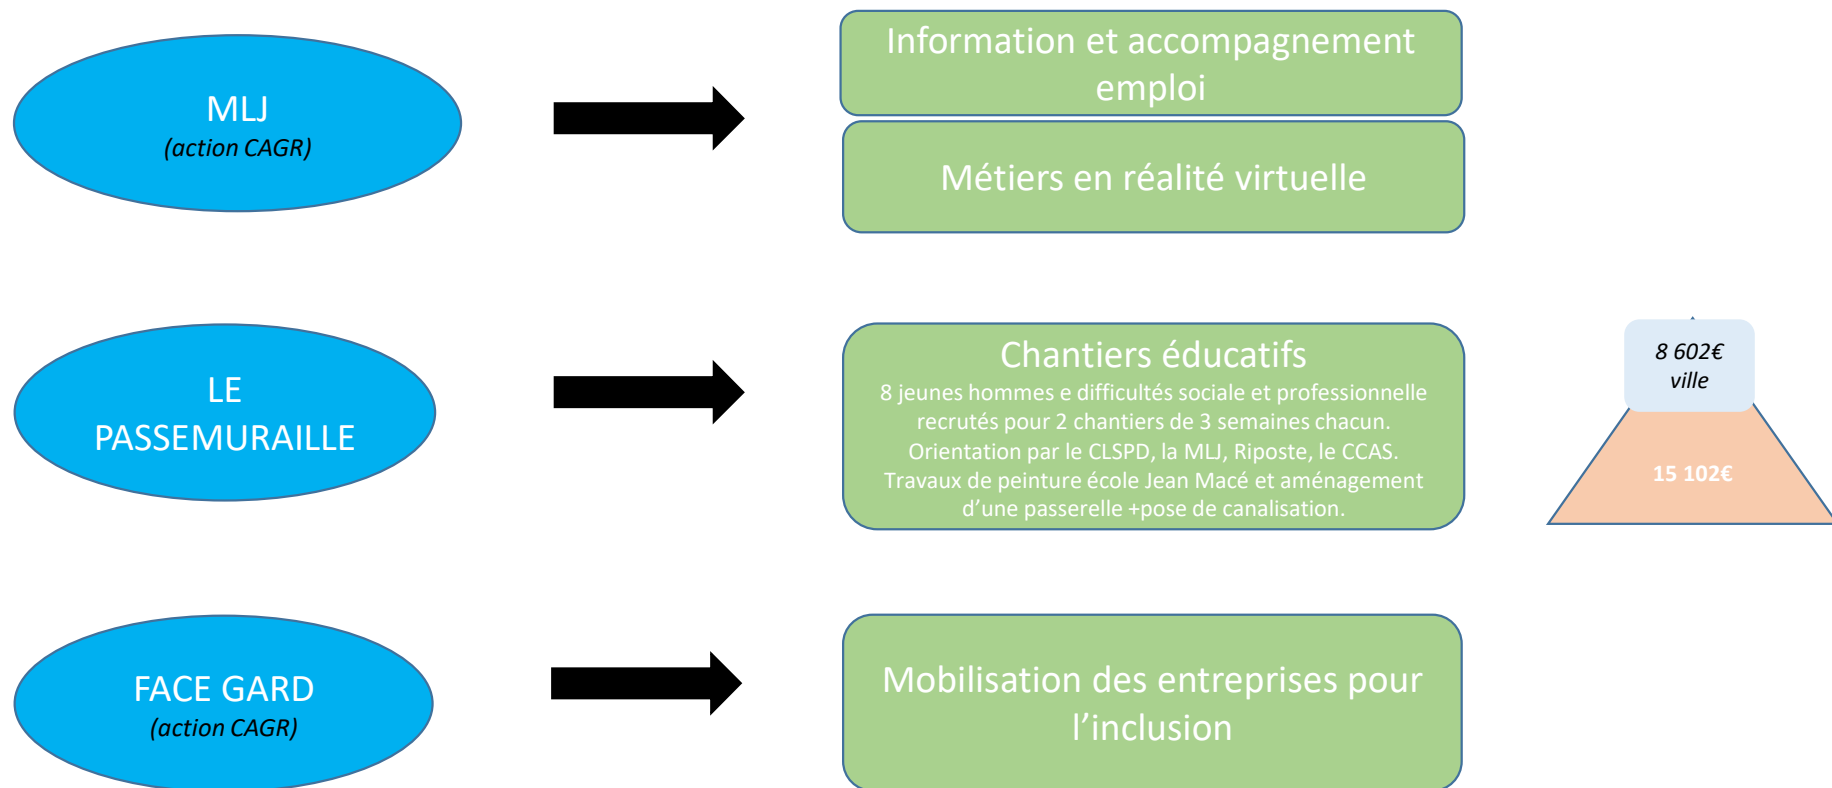 MLJ
(action CAGR)
Information et accompagnement
emploi
Métiers en réalité virtuelle
LE
PASSEMURAILLE
Chantiers éducatifs
8 jeunes hommes e difficultés sociale et professionnelle
recrutés pour 2 chantiers de 3 semaines chacun.
Orientation par le CLSPD, la MLJ, Riposte, le CCAS.
Travaux de peinture école Jean Macé et aménagement
d’une passerelle +pose de canalisation.
8 602€
ville
15 102€
FACE GARD
(action CAGR)
Mobilisation des entreprises pour
l’inclusion